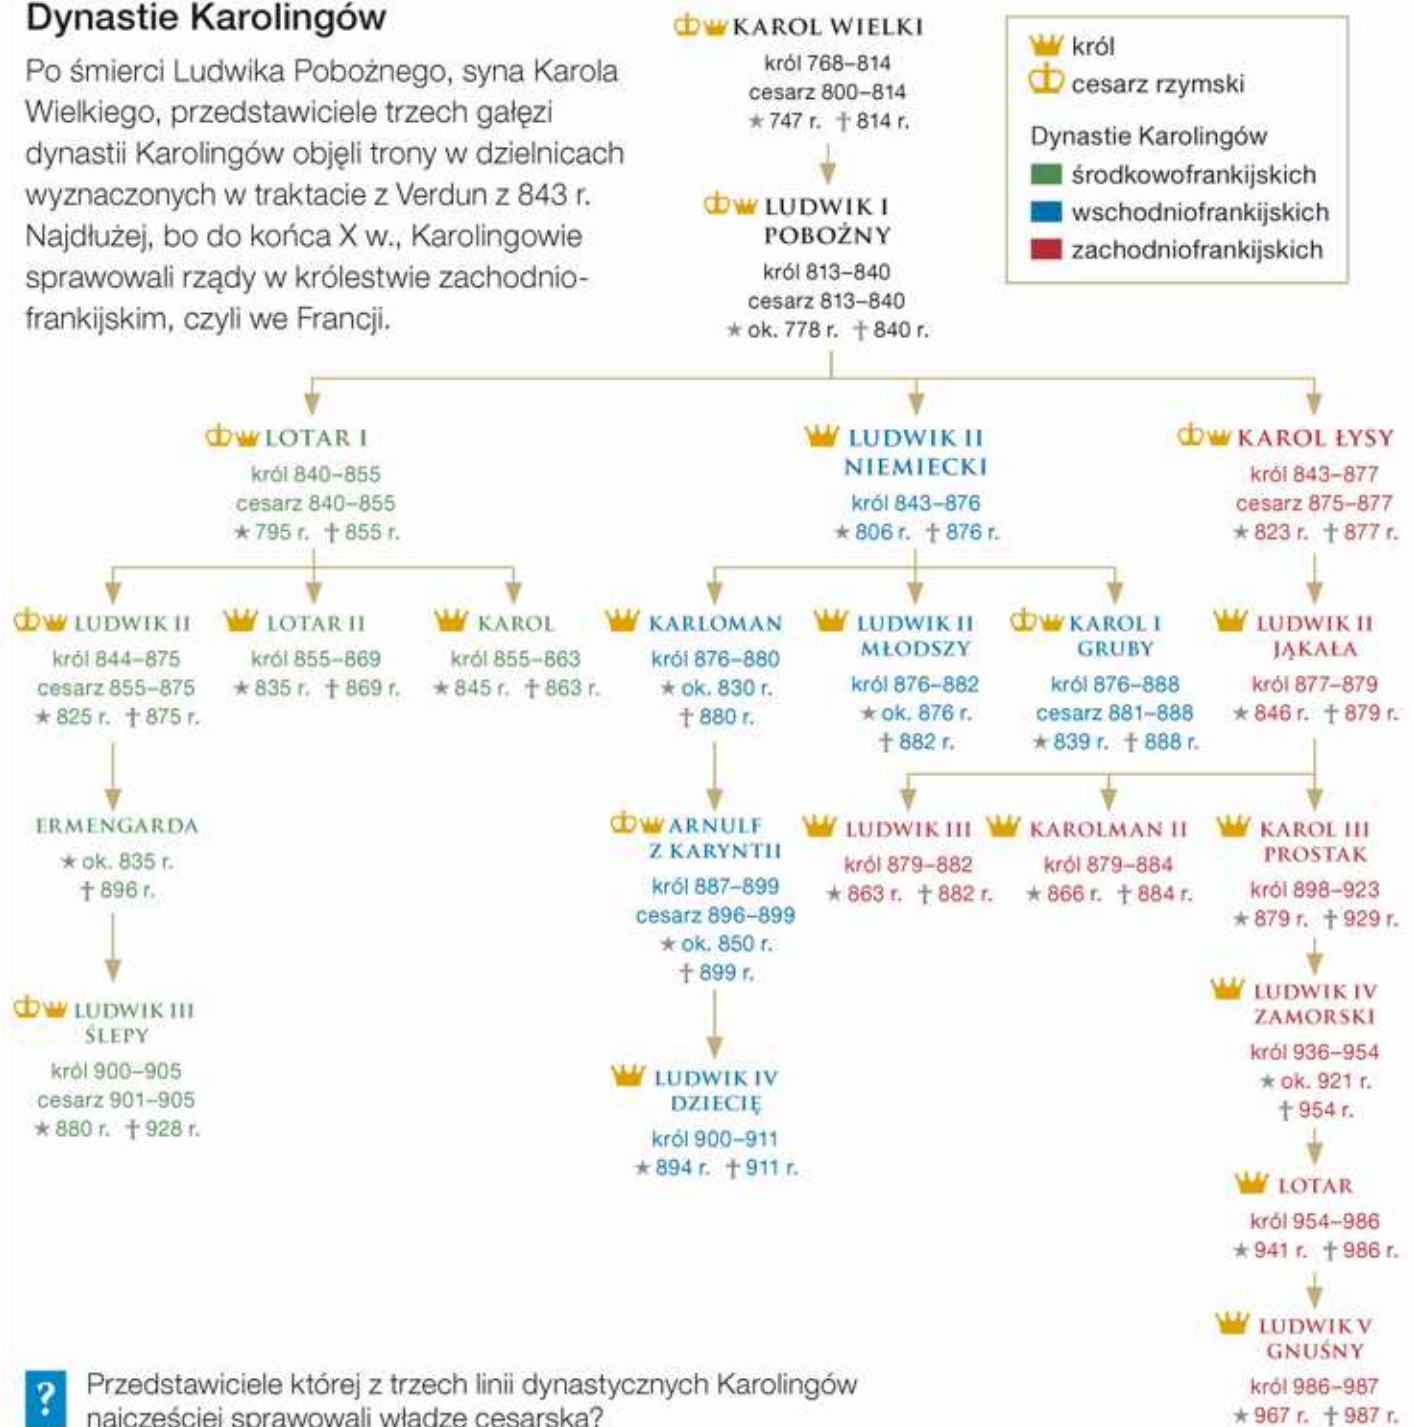 Dynastie Karolingów
Po śmierci Ludwika Pobożnego, syna Karola
Wielkiego, przedstawiciele trzech gałęzi
dynastii Karolingów objęli trony w dzielnicach
wyznaczonych w traktacie z Verdun z 843 r.
Najdłużej, bo do końca X w., Karolingowie
sprawowali rządy w królestwie zachodnio-
frankijskim, czyli we Francji.
KAROL WIELKI
król 768–814
cesarz 800–814
★ 747 r. † 814 r.
król
cesarz rzymski
Dynastie Karolingów
środkowofrankijskich
wschodniofrankijskich
zachodniofrankijskich
LUDWIK I
POBOŻNY
król 813–840
cesarz 813–840
★ ok. 778 r. † 840 r.
LOTAR I
król 840–855
cesarz 840–855
★ 795 r. † 855 r.
LUDWIK II
NIEMIECKI
król 843–876
★ 806 r. † 876 r.
KAROL ŁYSY
król 843–877
cesarz 875–877
★ 823 r. † 877 r.
LUDWIK II
król 844–875
cesarz 855–875
★ 825 r. † 875 r.
LOTAR II
król 855–869
★ 835 r. † 869 r.
KAROL
król 855–863
★ 845 r. † 863 r.
KARLOMAN
król 876–880
★ ok. 830 r.
† 880 r.
LUDWIK II
MŁODSZY
król 876–882
★ ok. 876 r.
† 882 r.
KAROL I
GRUBY
król 876–888
cesarz 881–888
★ 839 r. † 888 r.
LUDWIK II
JĄKAŁA
król 877–879
★ 846 r. † 879 r.
ERMENGARDA
★ ok. 835 r.
† 896 r.
ARNULF
Z KARYNTII
król 887–899
cesarz 896–899
★ ok. 850 r.
† 899 r.
LUDWIK III
król 879–882
★ 863 r. † 882 r.
KAROLMAN II
król 879–884
★ 866 r. † 884 r.
KAROL III
PROSTAK
król 898–923
★ 879 r. † 929 r.
LUDWIK III
ŚLEPY
król 900–905
cesarz 901–905
★ 880 r. † 928 r.
LUDWIK IV
DZIECIĘ
król 900–911
★ 894 r. † 911 r.
LUDWIK IV
ZAMORSKI
król 936–954
★ ok. 921 r.
† 954 r.
LOTAR
król 954–986
★ 941 r. † 986 r.
LUDWIK V
GNUŚNY
król 986–987
★ 967 r. † 987 r.
? Przedstawiciele której z trzech linii dynastycznych Karolingów
najczęściej sprawowali władzę cesarską?